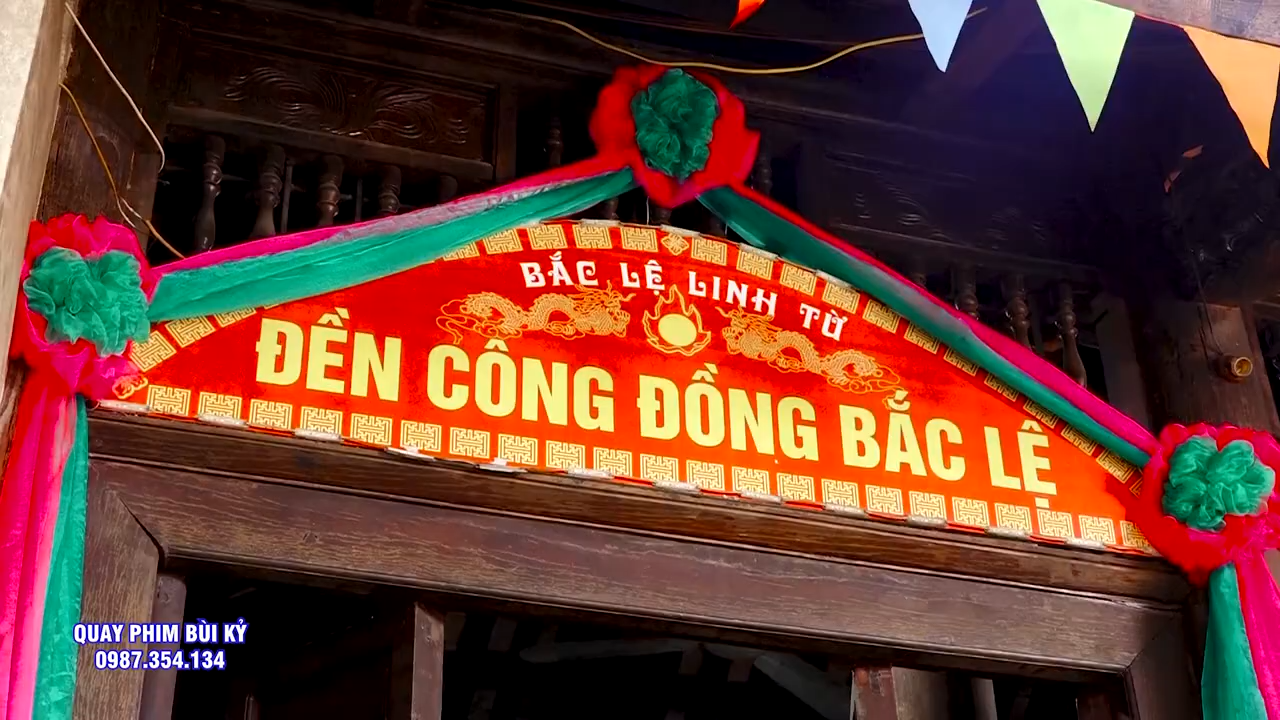 BẮC LỆ LINH TỪ
ĐỀN CÔNG ĐỒNG BẮC LỆ
QUAY PHIM BÙI KỶ
0987.354.134